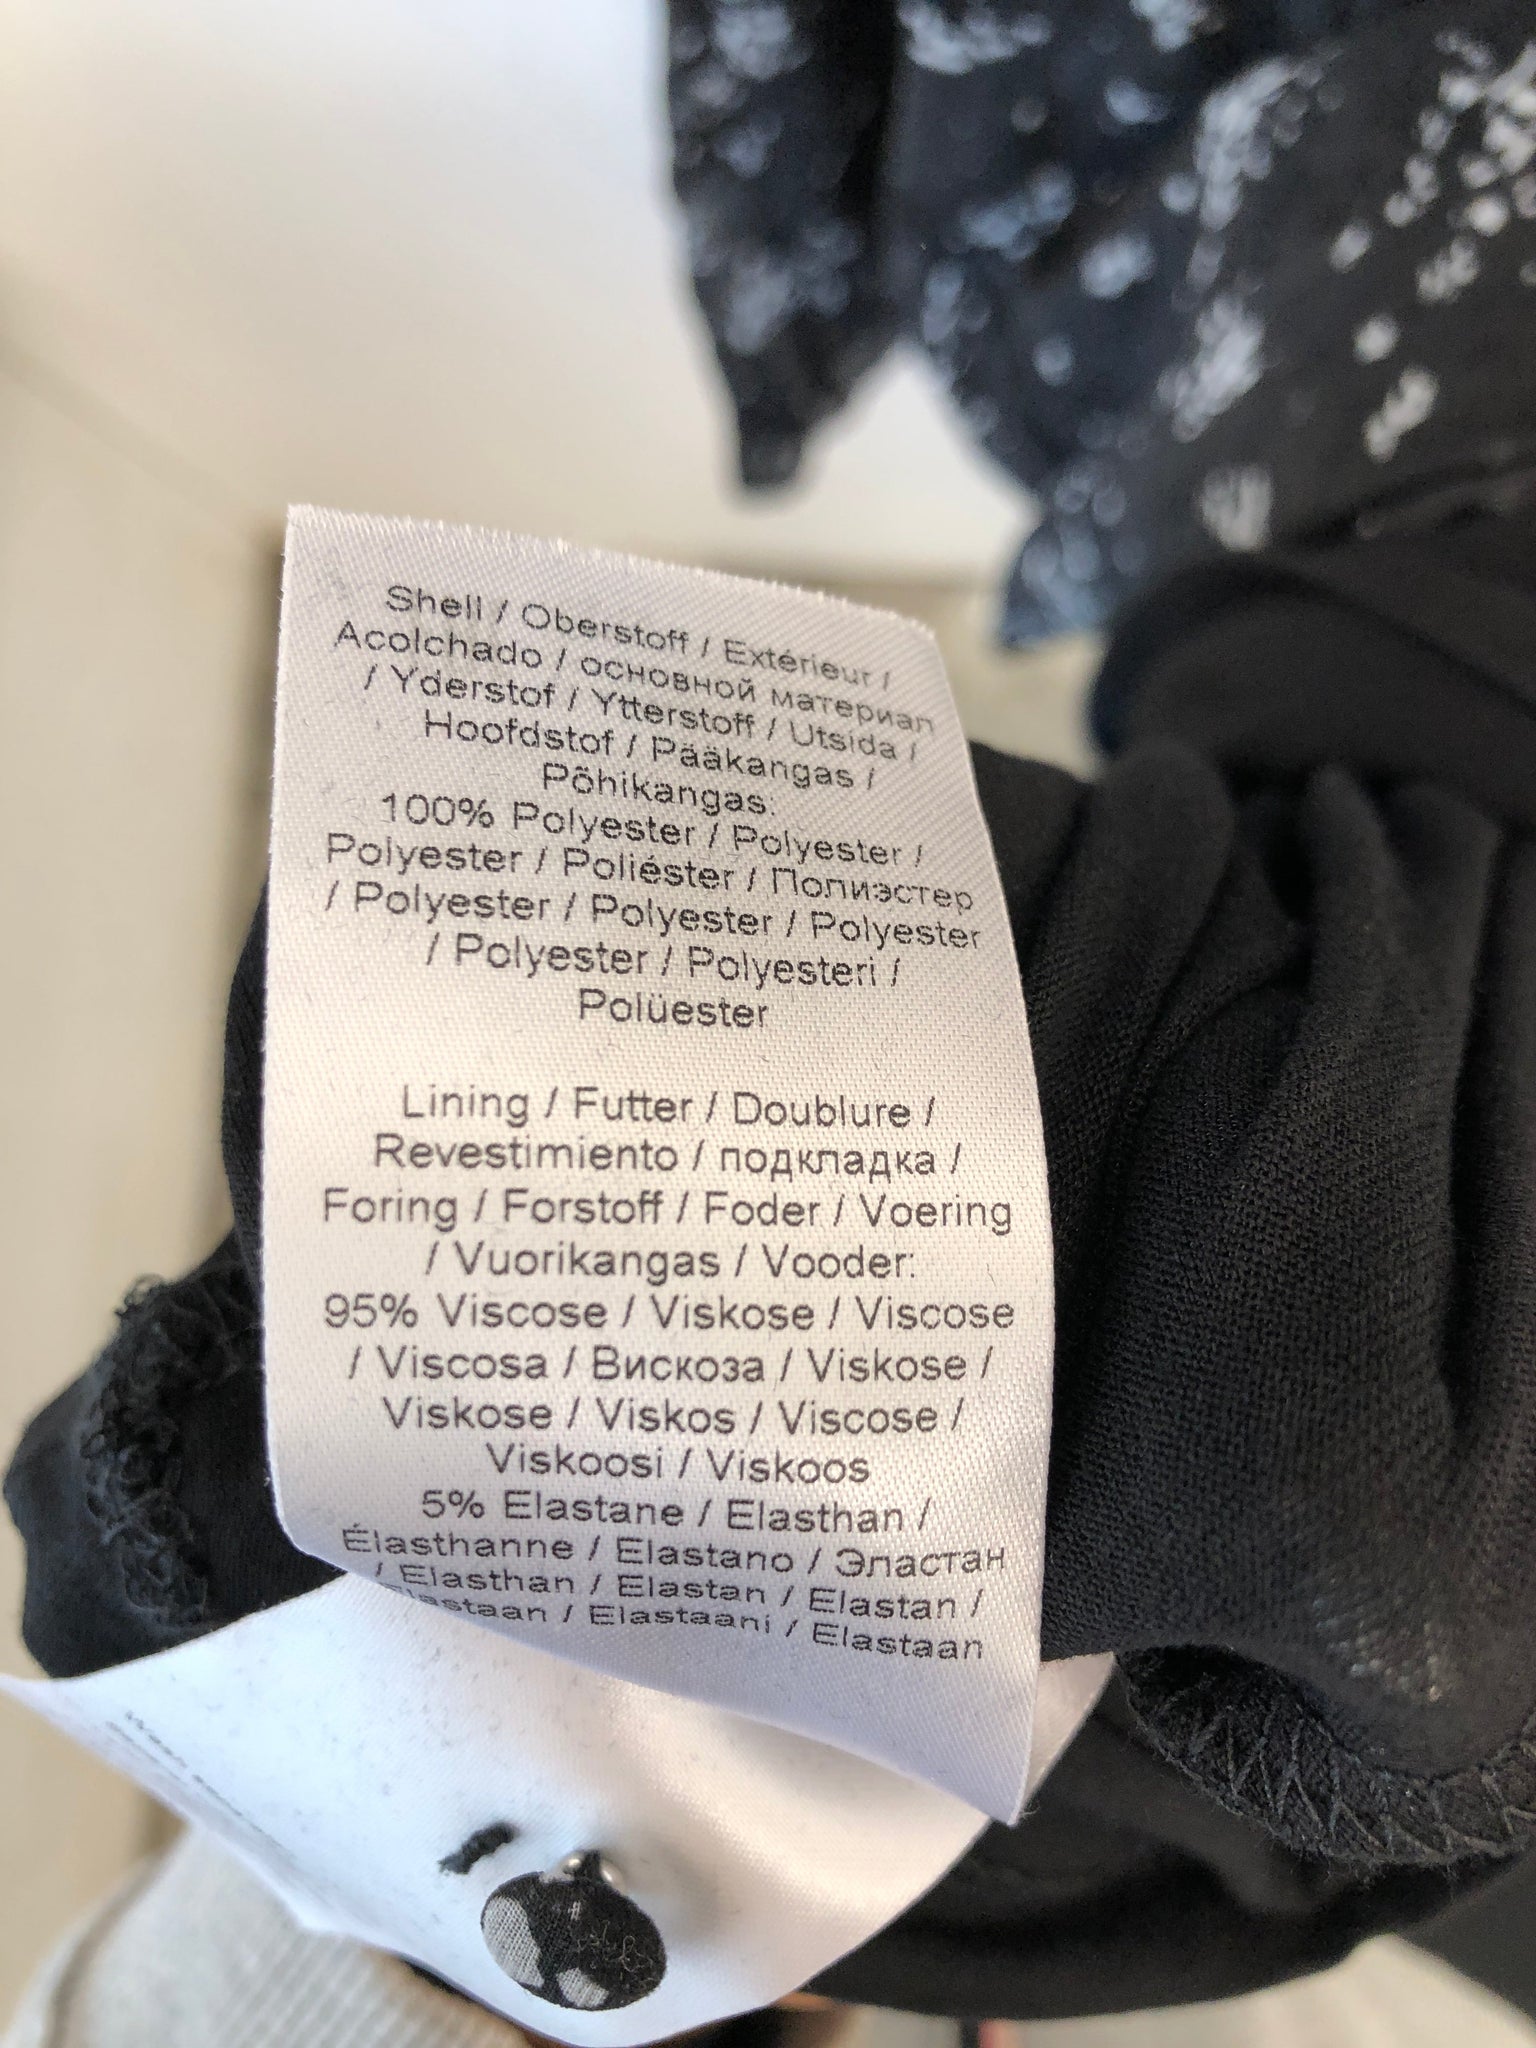 Shell / Oberstoff / Extérieur /
Acolchado / основной материал
/ Yderstof / Ytterstoff / Utsida /
Hoofdstof / Pääkangas /
Põhikangas:
100% Polyester / Polyester /
Polyester / Poliéster / Полиэстер
/ Polyester / Polyester / Polyester
/ Polyester / Polyesteri /
Polüester
Lining / Futter / Doublure /
Revestimiento / подкладка /
Foring / Forstoff / Foder / Voering
/ Vuorikangas / Vooder:
95% Viscose / Viskose / Viscose
/ Viscosa / Вискоза / Viskose /
Viskose / Viskos / Viscose /
Viskoosi / Viskoos
5% Elastane / Elasthan /
Élasthanne / Elastano / Эластан
/ Elasthan / Elastan / Elastan /
Elastaan / Elastaani / Elastaan